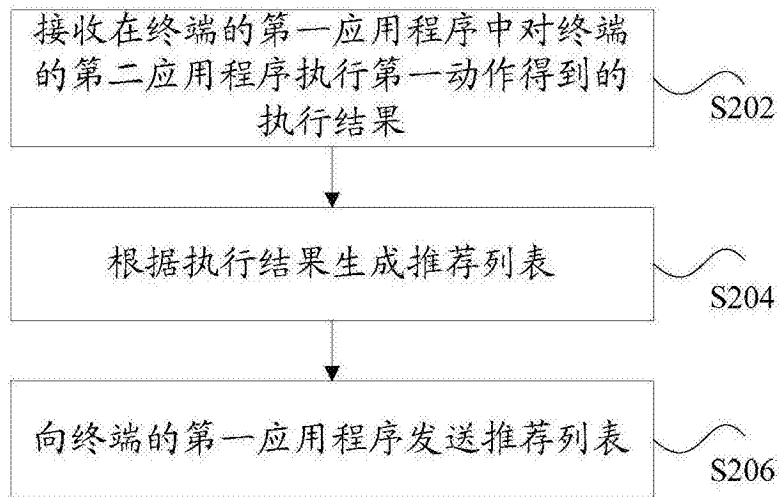 接收在终端的第一应用程序中对终端
的第二应用程序执行第一动作得到的
执行结果
S202
根据执行结果生成推荐列表
S204
向终端的第一应用程序发送推荐列表
S206